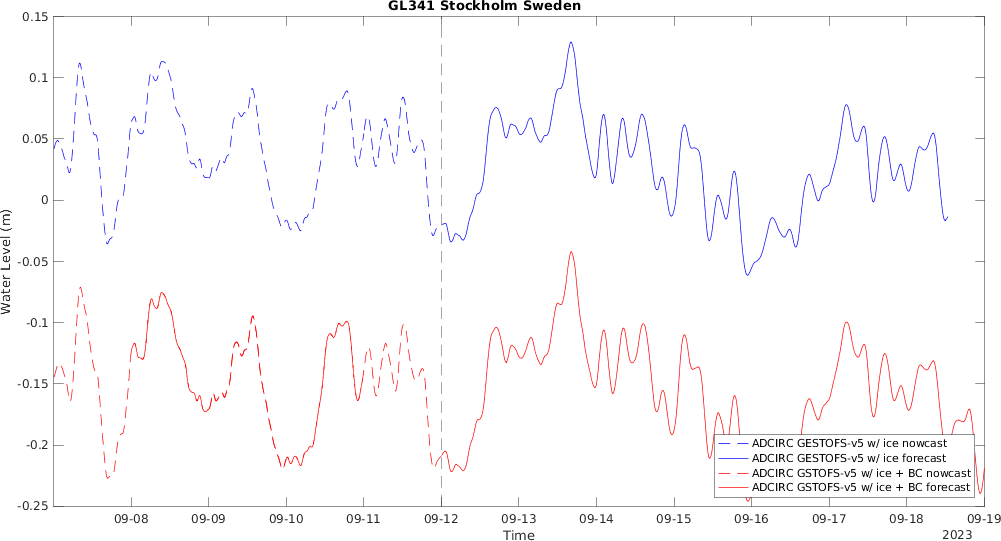 GL341 Stockholm Sweden
0.15
0.1
0.05
0
-0.05
-0.1
-0.15
-0.2
-0.25
Water Level (m)
ADCIRC GESTOFS-v5 w/ ice nowcast
ADCIRC GESTOFS-v5 w/ ice forecast
ADCIRC GSTOFS-v5 w/ ice + BC nowcast
ADCIRC GSTOFS-v5 w/ ice + BC forecast
09-08 09-09 09-10 09-11 09-12 09-13 09-14 09-15 09-16 09-17 09-18 09-19
Time
2023